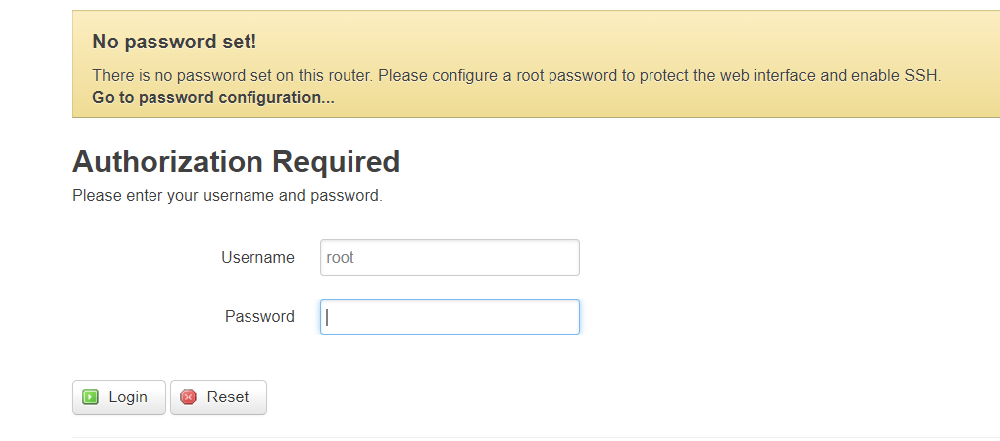 No password set!
There is no password set on this router. Please configure a root password to protect the web interface and enable SSH.
Go to password configuration...
Authorization Required
Please enter your username and password.
Username root
Password
Login Reset